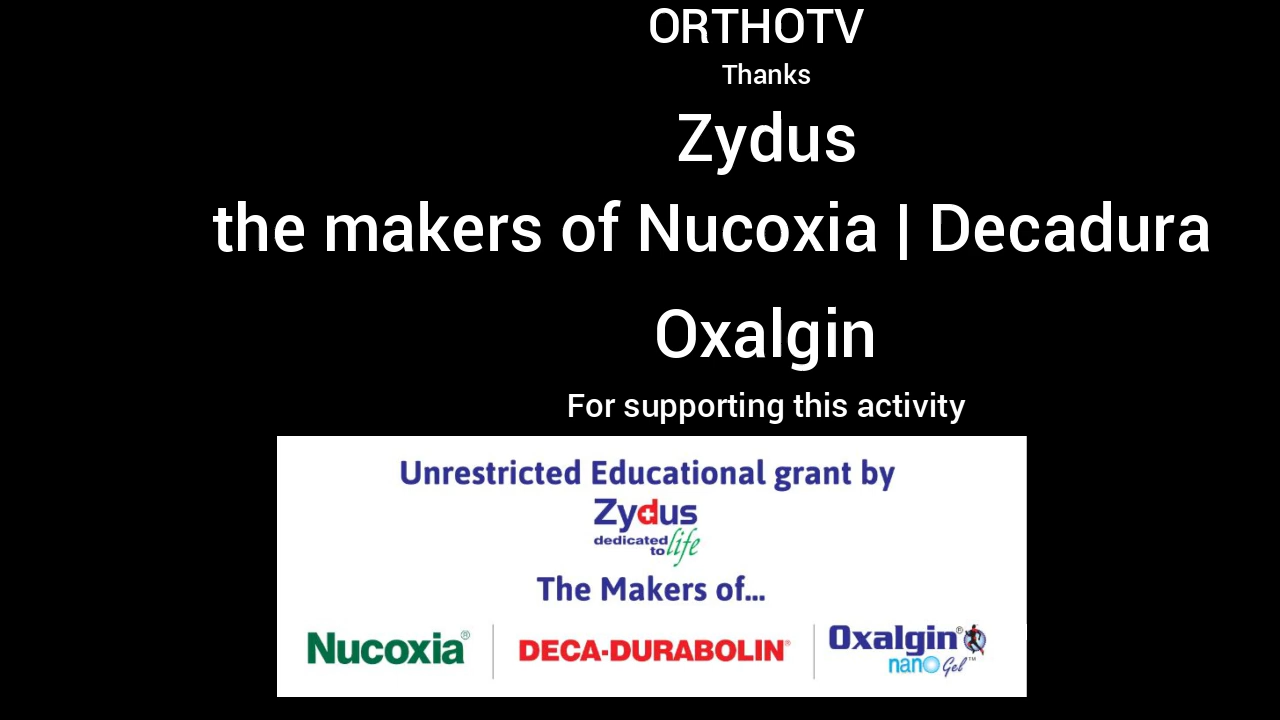 ORTHOTV
Thanks
Zydus
the makers of Nucoxia | Decadura
Oxalgin
For supporting this activity
Unrestricted Educational grant by
Zydus
dedicated
to life
The Makers of...
Nucoxia® | DECA-DURABOLIN® | Oxalgin®
nano Gel™